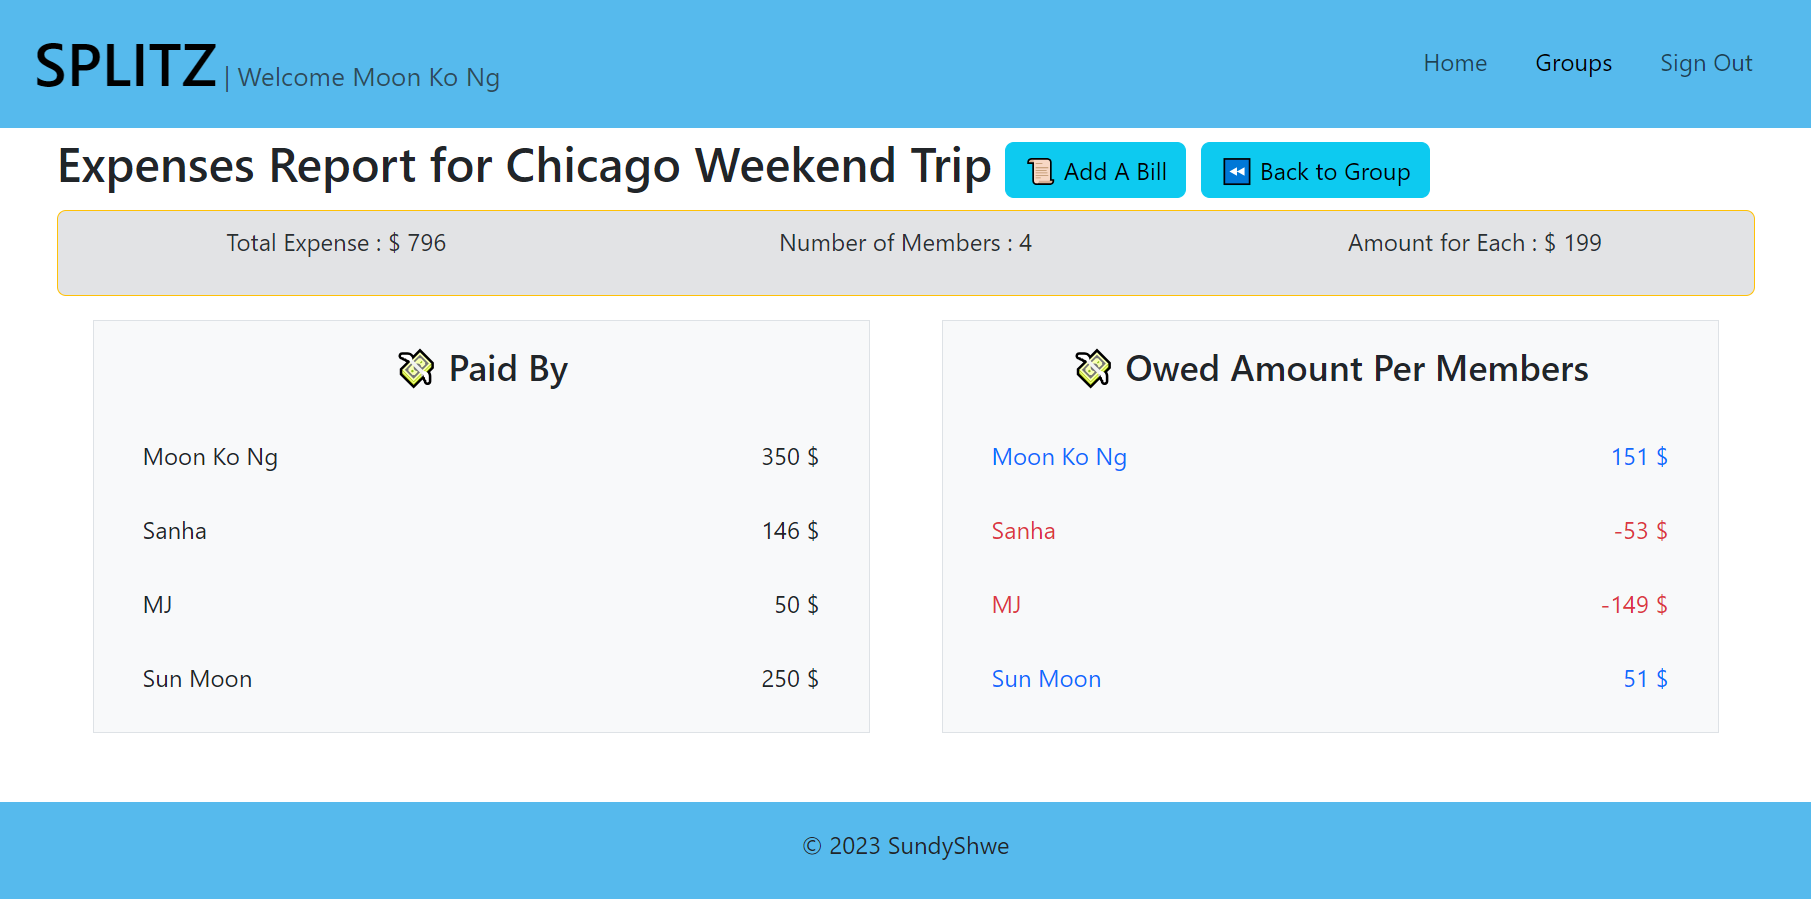 SPLITZ | Welcome Moon Ko Ng
Home Groups Sign Out
Expenses Report for Chicago Weekend Trip
Add A Bill
Back to Group
Total Expense : $ 796
Number of Members : 4
Amount for Each : $ 199
Paid By
Moon Ko Ng 350 $
Sanha 146 $
MJ 50 $
Sun Moon 250 $
Owed Amount Per Members
Moon Ko Ng 151 $
Sanha -53 $
MJ -149 $
Sun Moon 51 $
© 2023 SundyShwe